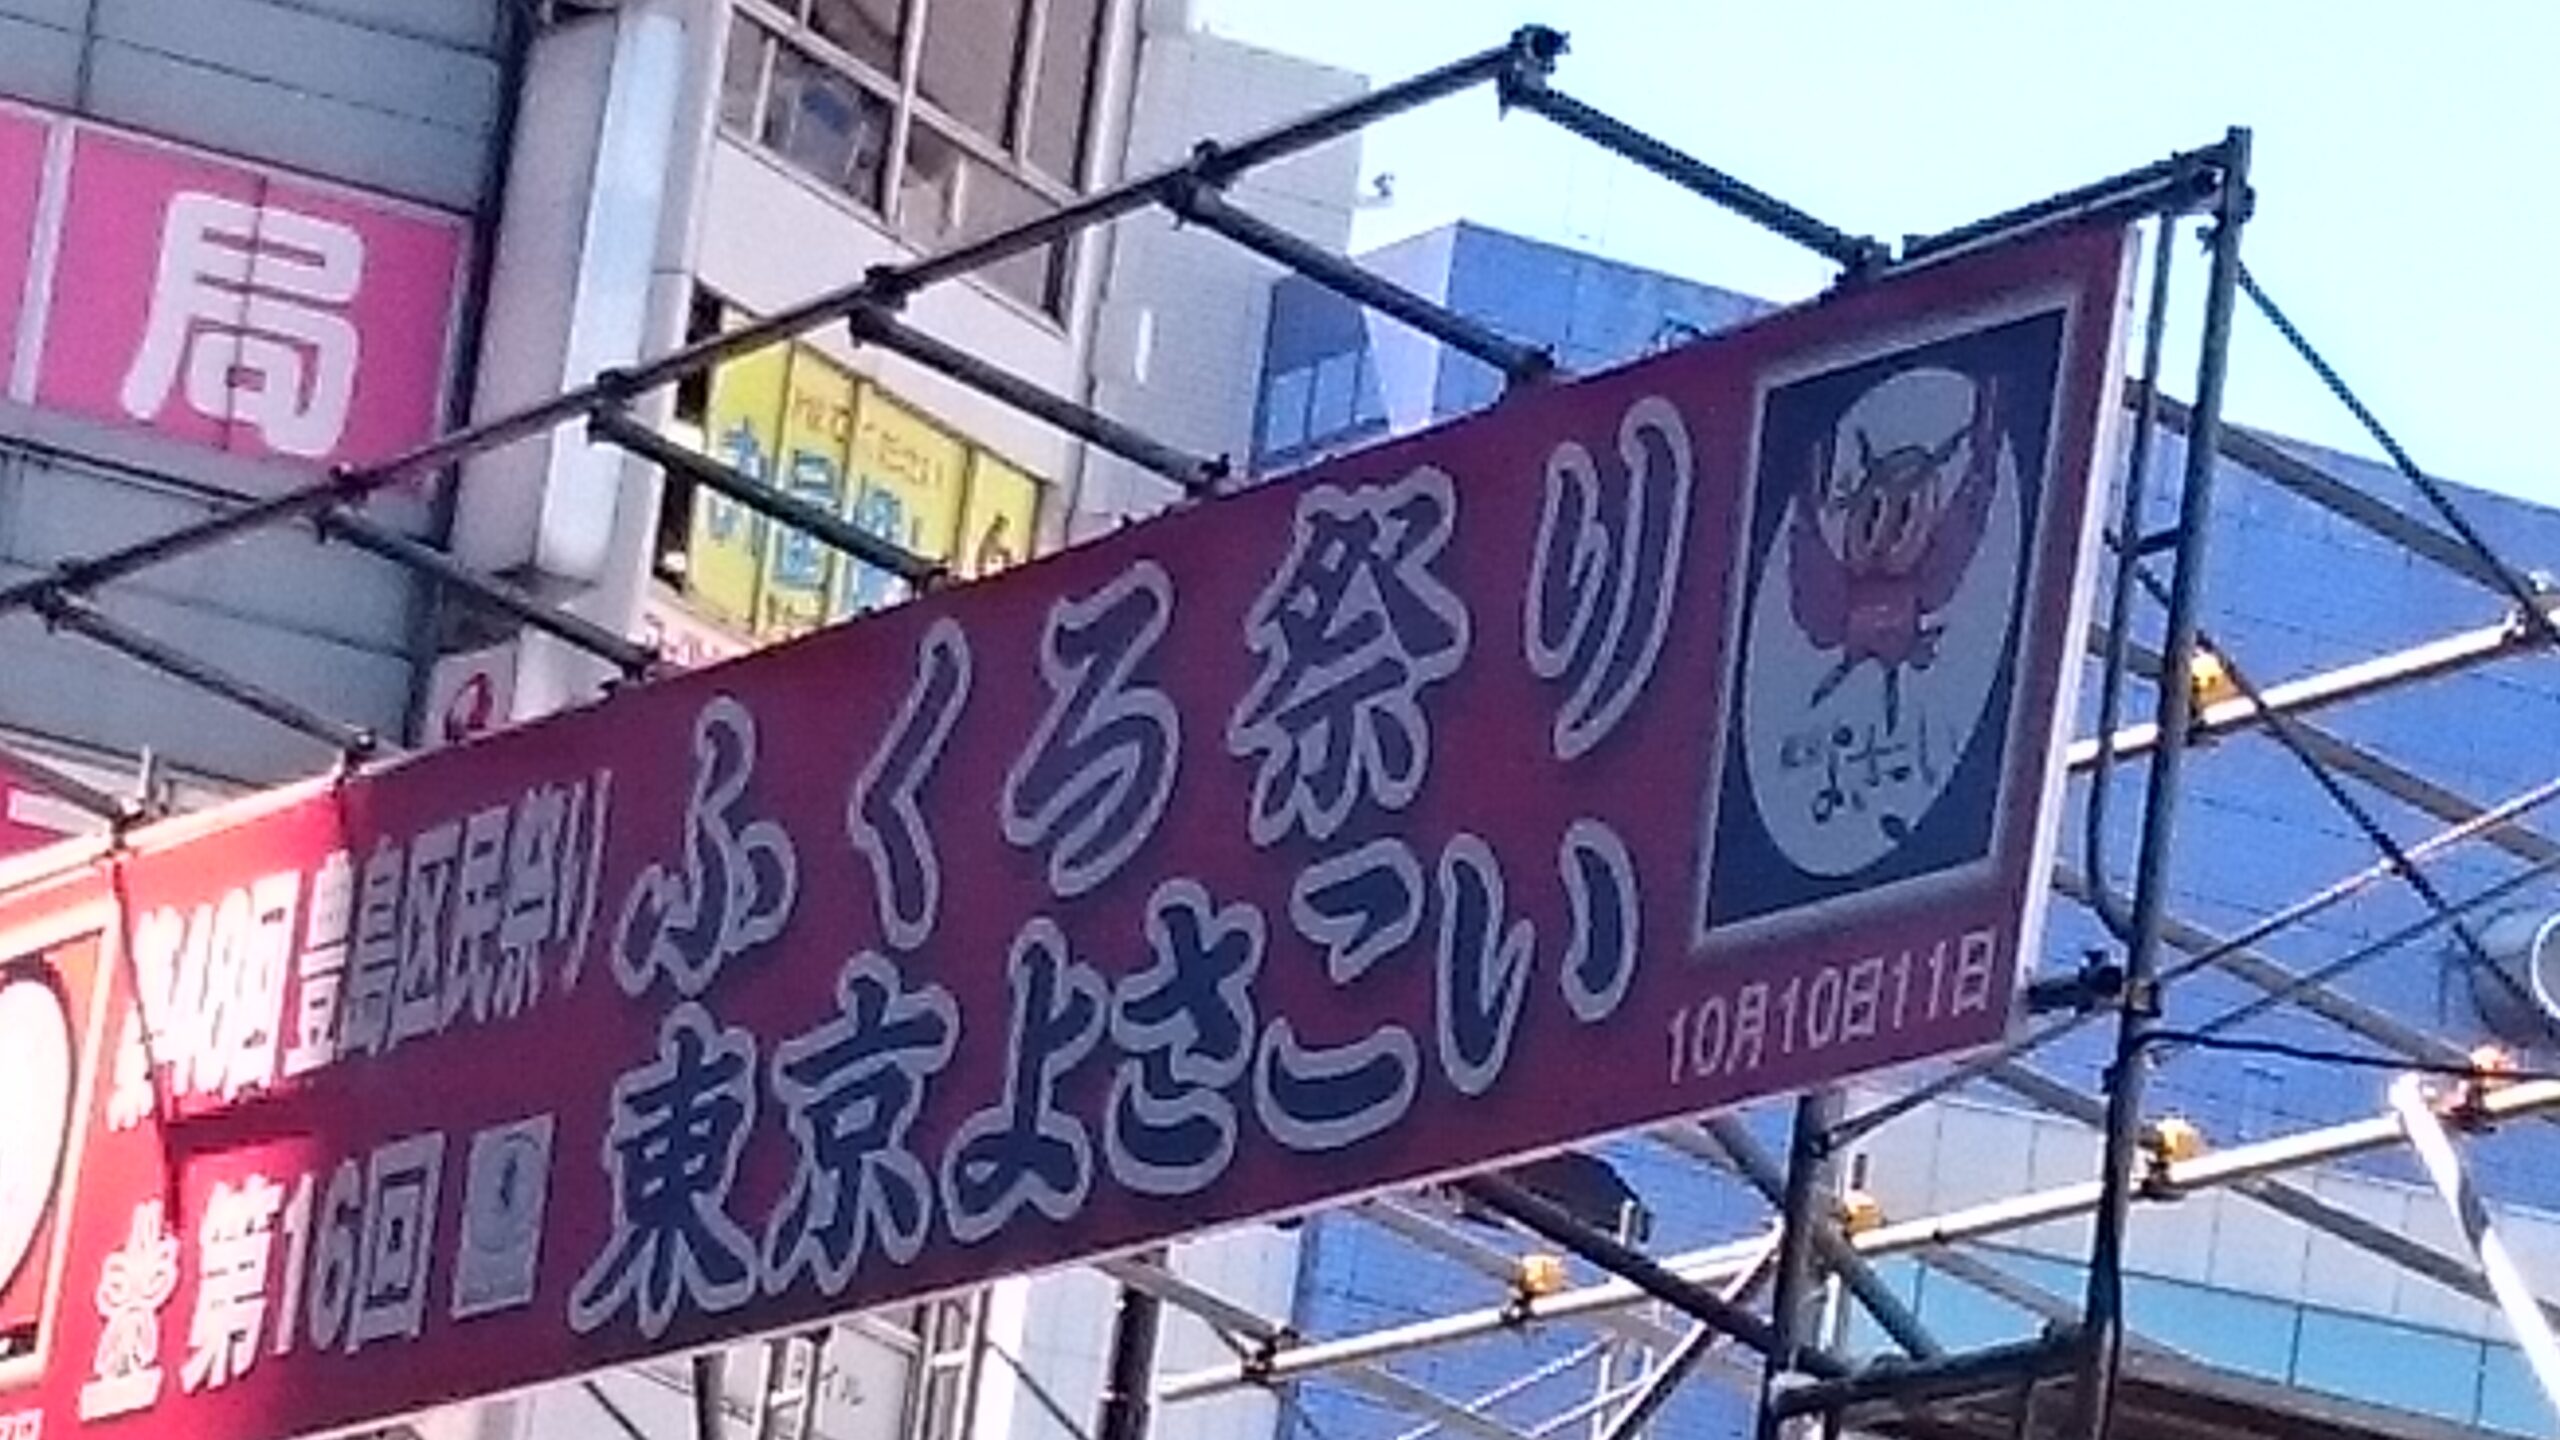 局
第48回 豊島区民祭り
ふくろ祭り
第16回
東京よさこい
10月10日11日